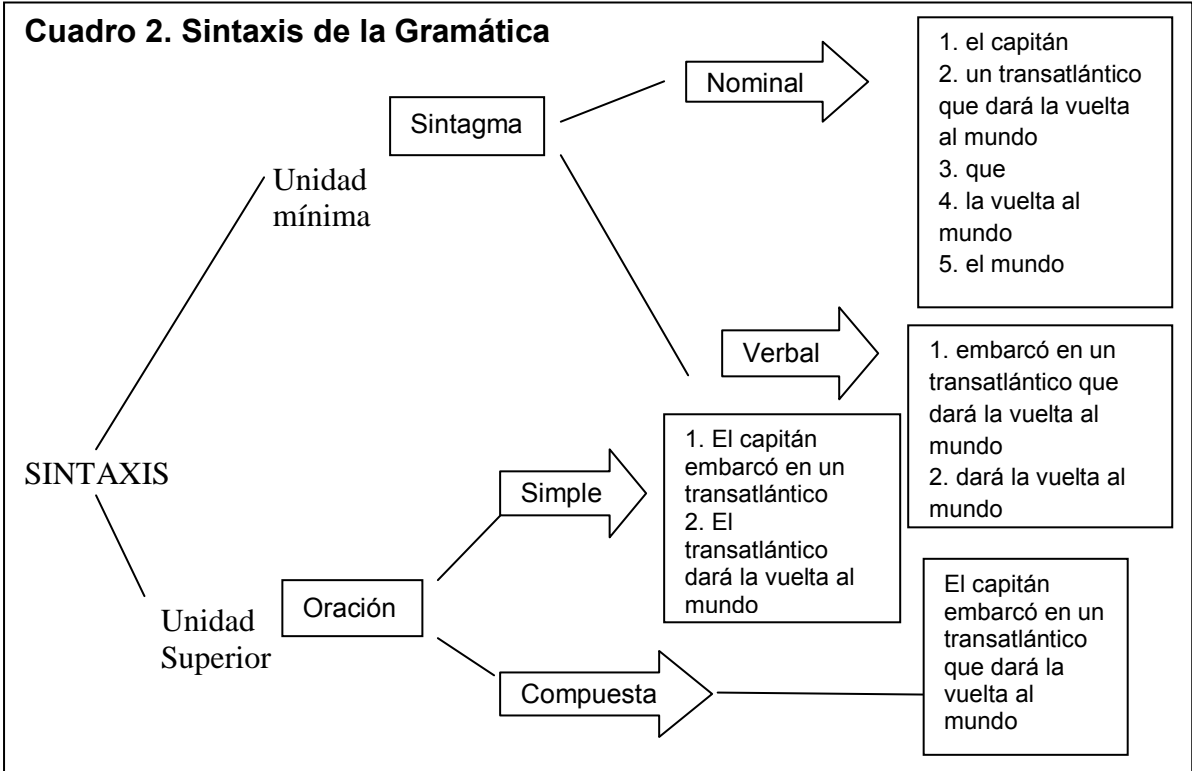 Cuadro 2. Sintaxis de la Gramática
Sintagma
Nominal
1. el capitán
2. un transatlántico
que dará la vuelta
al mundo
3. que
4. la vuelta al
mundo
5. el mundo
Unidad
mínima
Verbal
1. embarcó en un
transatlántico que
dará la vuelta al
mundo
2. dará la vuelta al
mundo
SINTAXIS
Simple
1. El capitán
embarcó en un
transatlántico
2. El
transatlántico
dará la vuelta al
mundo
Unidad
Superior
Oración
Compuesta
El capitán
embarcó en un
transatlántico
que dará la
vuelta al
mundo